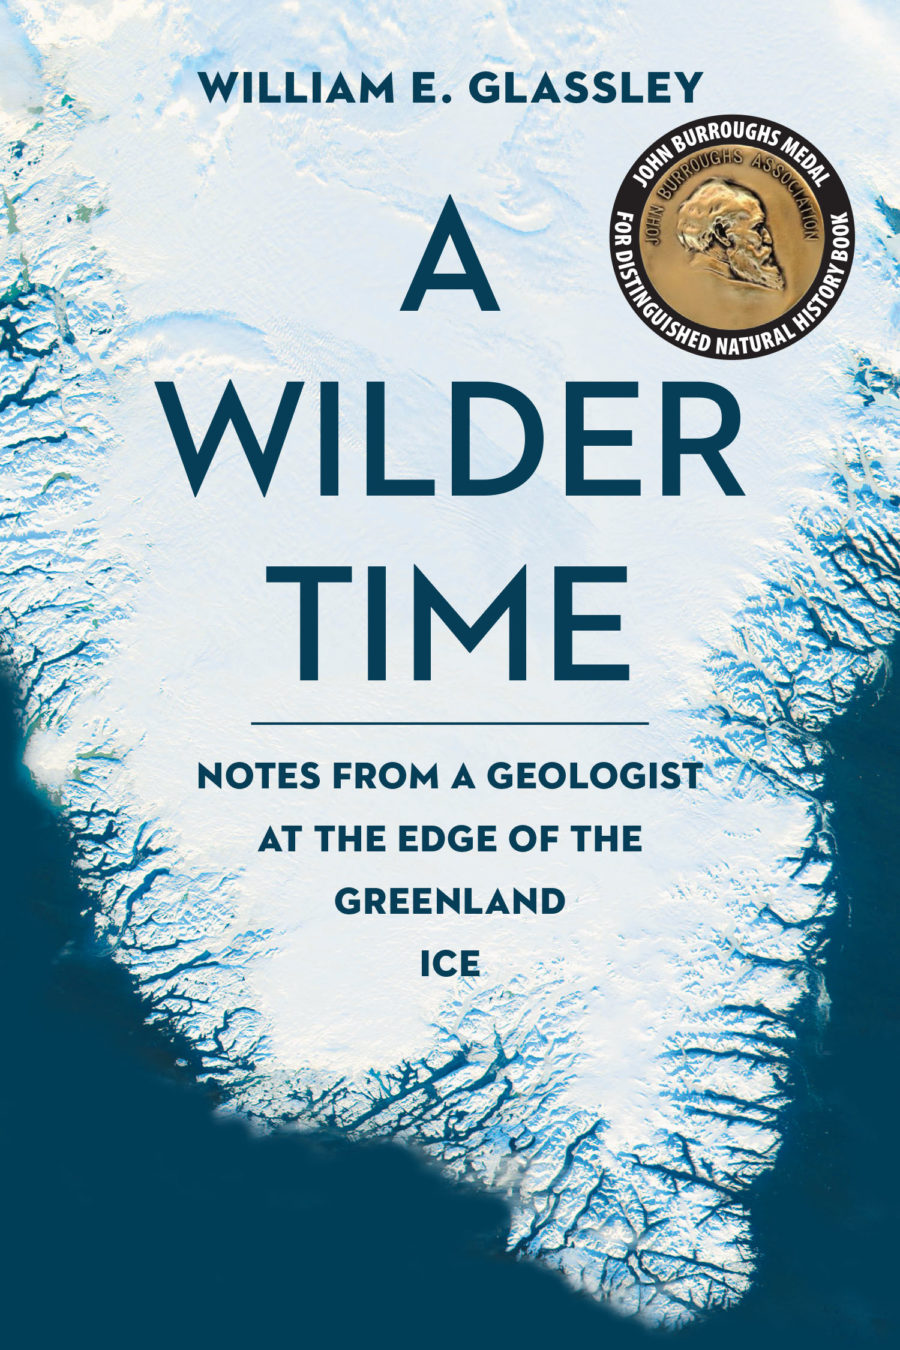 WILLIAM E. GLASSLEY
JOHN BURROUGHS MEDAL
JOHN BURROUGHS ASSOCIATION
FOR DISTINGUISHED NATURAL HISTORY BOOK
A
WILDER
TIME
NOTES FROM A GEOLOGIST
AT THE EDGE OF THE
GREENLAND
ICE